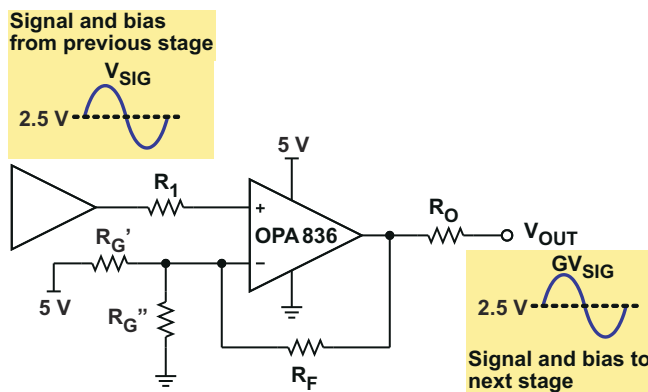 Signal and bias
from previous stage
VSIG
2.5 V
5 V
R1
+
OPA836
−
RO
VOUT
RG'
5 V
RG"
RF
GVSIG
2.5 V
Signal and bias to
next stage